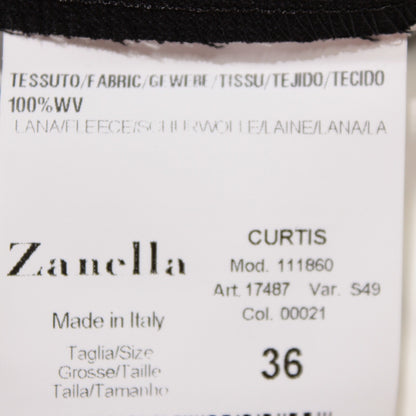 TESSUTO/FABRIC/GEWEBE/TISSU/TEJIDO/TECIDO
100%WV
LANA/FLEECE/SCHURWOLLE/LAINE/LANA/LA
Zanella
Made in Italy
Taglia/Size
Grosse/Taille
Talla/Tamanho
CURTIS
Mod. 111860
Art. 17487 Var. S49
Col. 00021
36